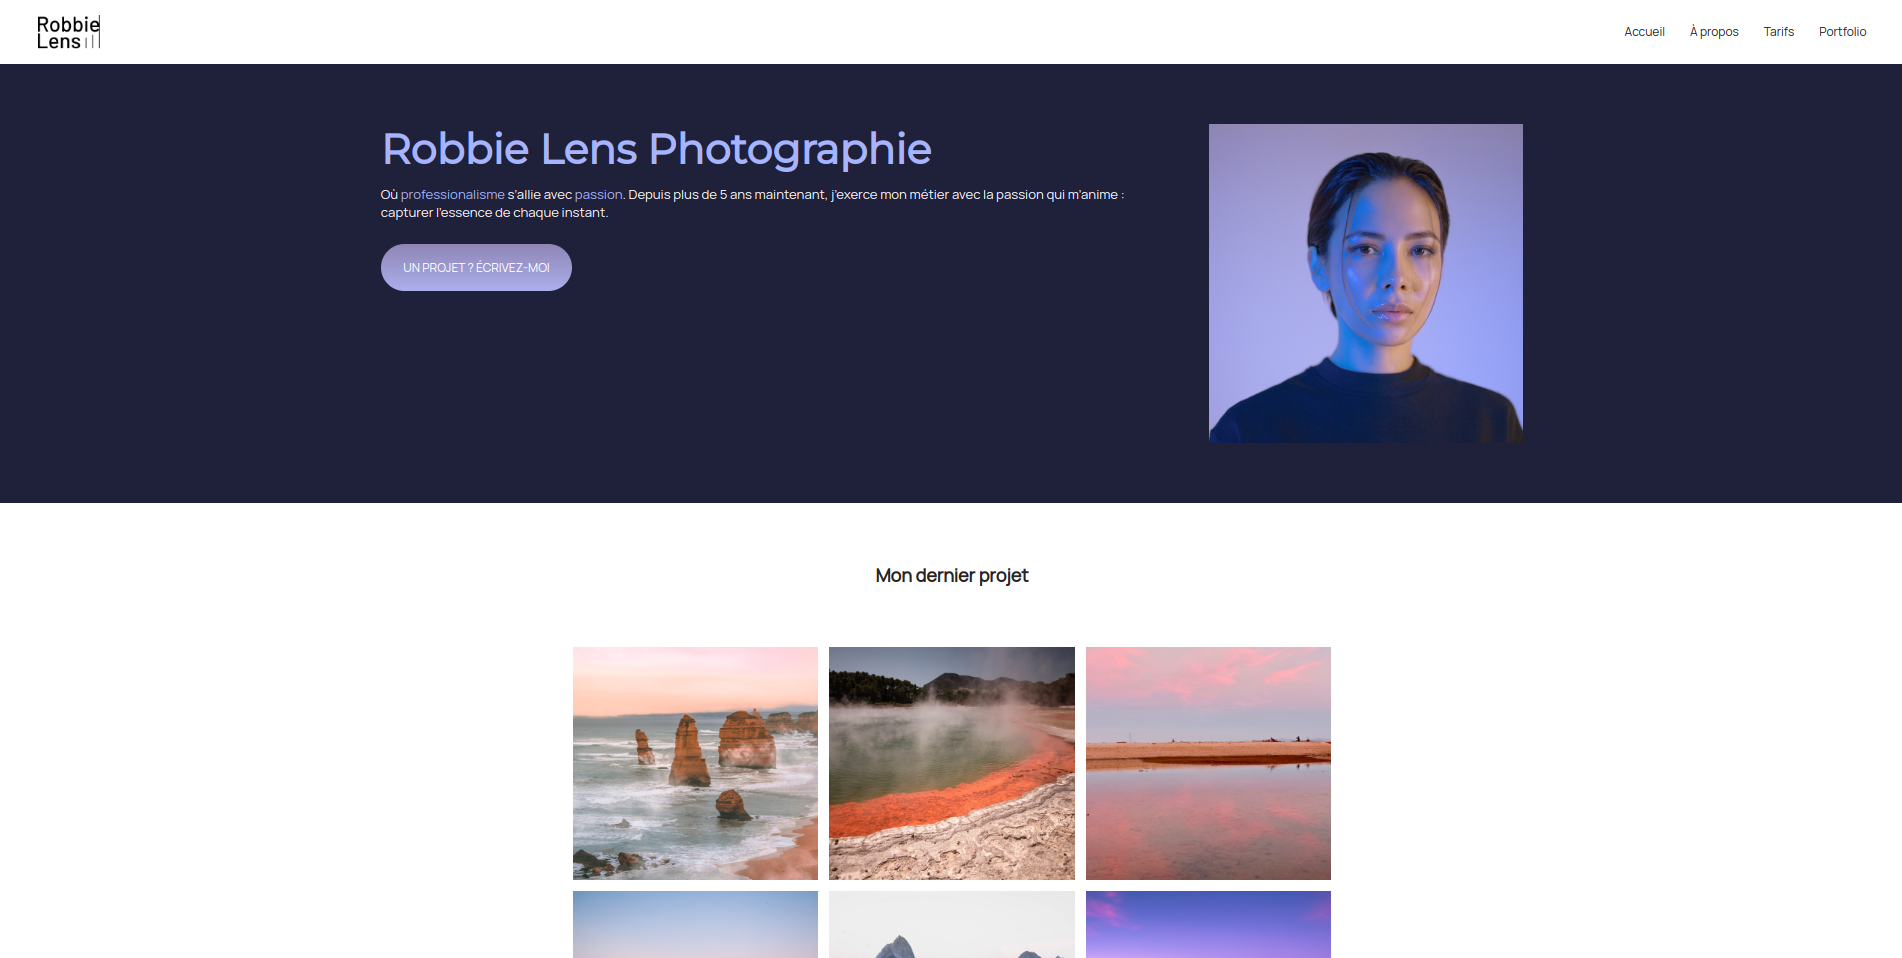 Robbie
Lens
Accueil
À propos
Tarifs
Portfolio
Robbie Lens Photographie
Où professionalisme s'allie avec passion. Depuis plus de 5 ans maintenant, j'exerce mon métier avec la passion qui m'anime :
capturer l'essence de chaque instant.
UN PROJET ? ÉCRIVEZ-MOI
Mon dernier projet